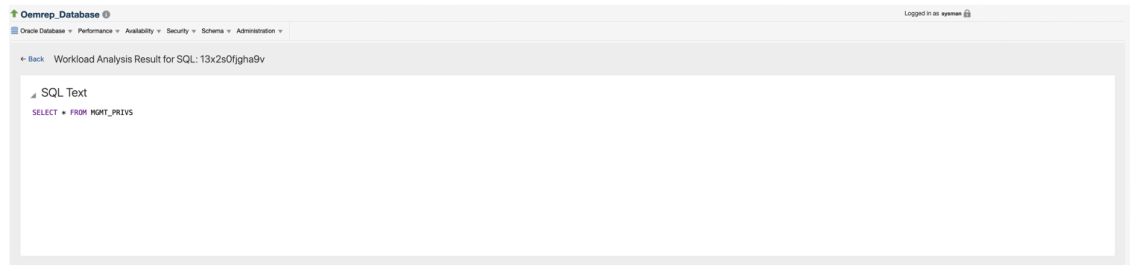 Oemrep_Database
Logged in as sysman
Oracle Database Performance Availability Security Schema Administration
← Back Workload Analysis Result for SQL: 13x2s0fjgha9v
SQL Text
SELECT * FROM MGMT_PRIVS